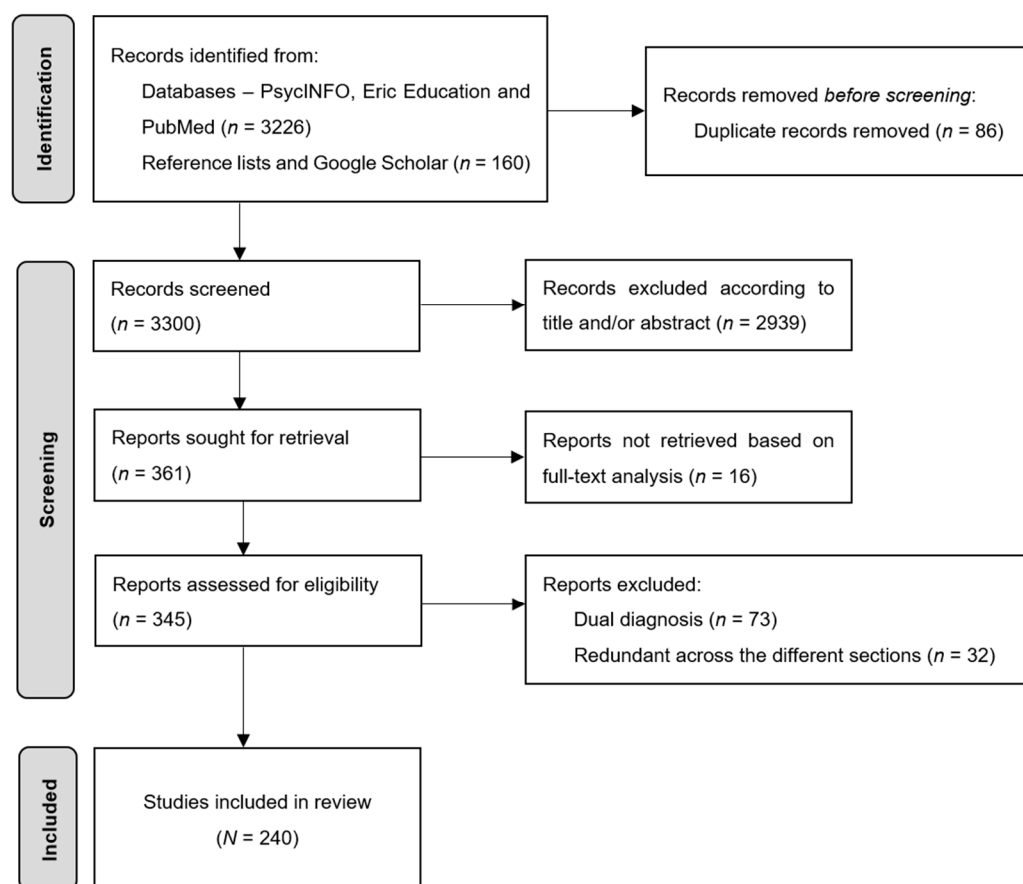 Identification
Records identified from:
Databases – PsycINFO, Eric Education and
PubMed (n = 3226)
Reference lists and Google Scholar (n = 160)
Records removed before screening:
Duplicate records removed (n = 86)
Screening
Records screened
(n = 3300)
Records excluded according to
title and/or abstract (n = 2939)
Reports sought for retrieval
(n = 361)
Reports not retrieved based on
full-text analysis (n = 16)
Reports assessed for eligibility
(n = 345)
Reports excluded:
Dual diagnosis (n = 73)
Redundant across the different sections (n = 32)
Included
Studies included in review
(N = 240)